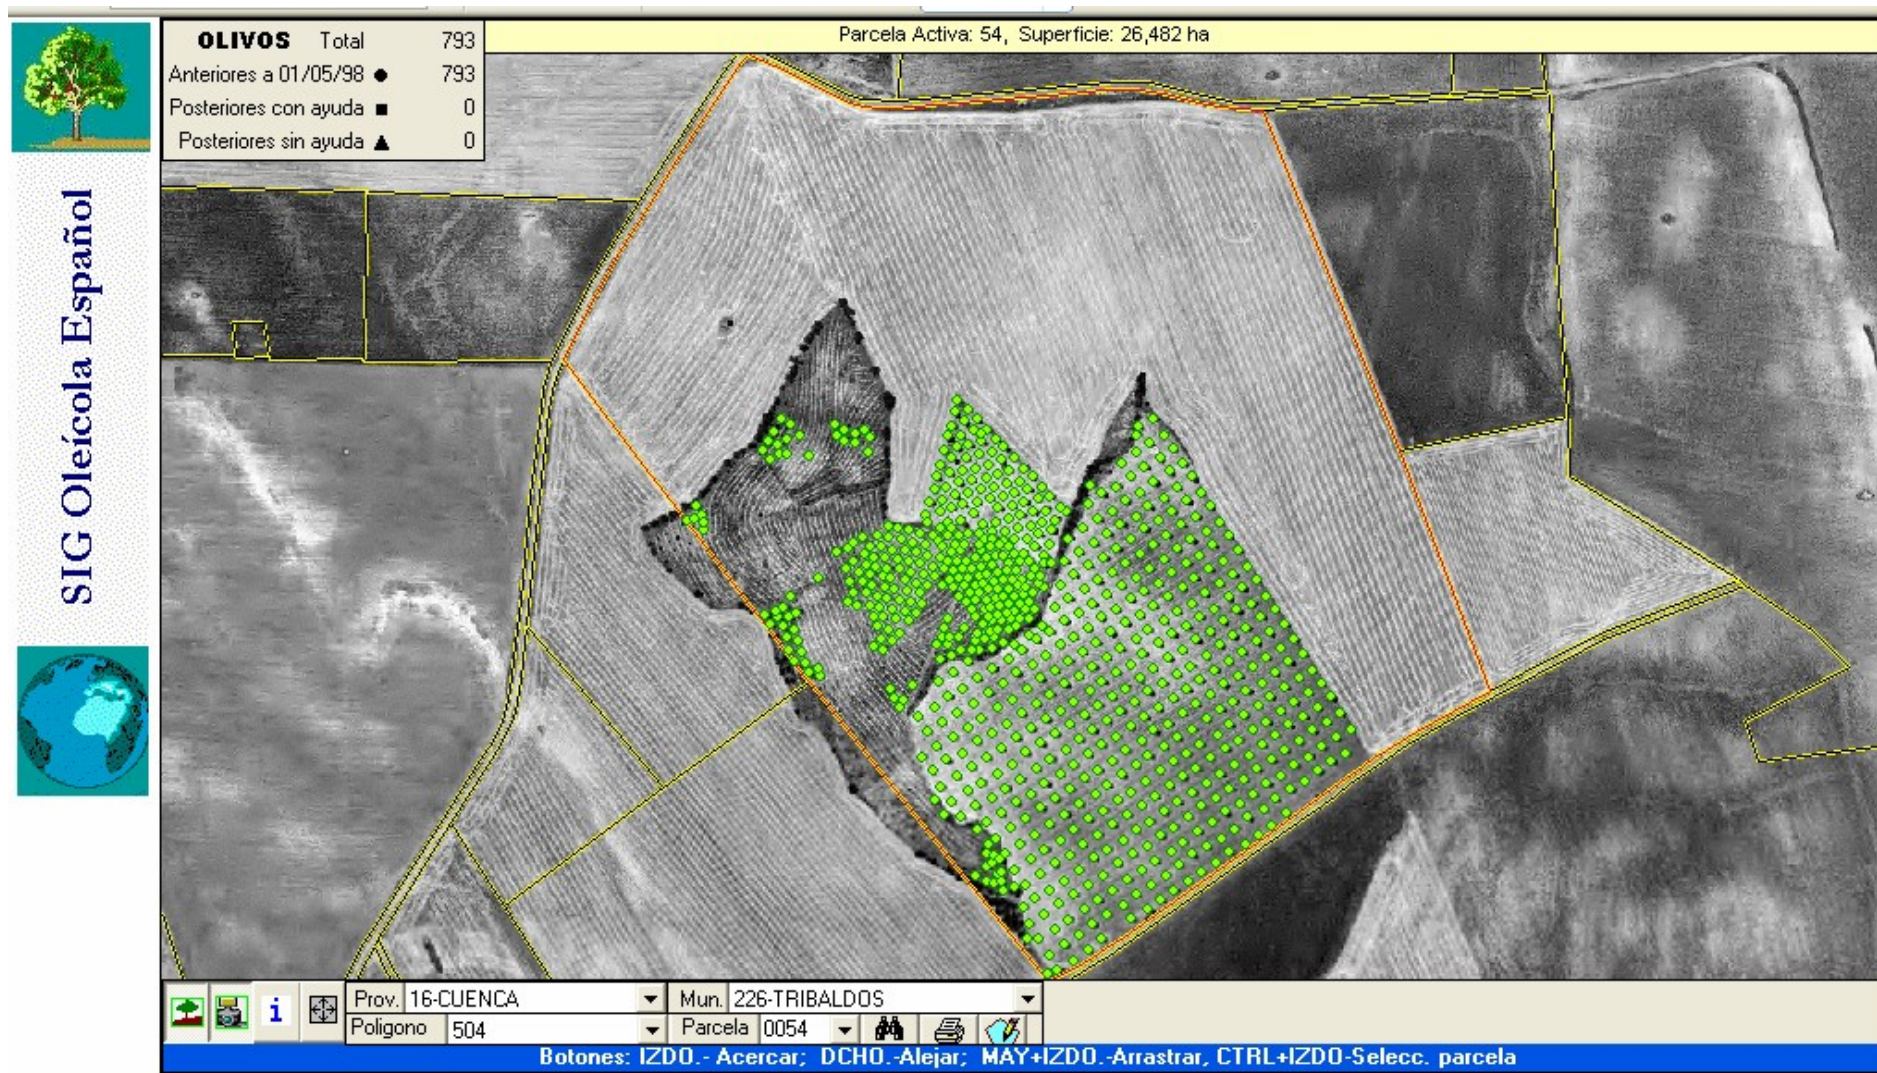 Parcela Activa: 54, Superficie: 26,482 ha
OLIVOS Total 793
Anteriores a 01/05/98 ● 793
Posteriores con ayuda ■ 0
Posteriores sin ayuda ▲ 0
SIG Oleícola Español
Prov. 16-CUENCA Mun. 226-TRIBALDOS
Poligono 504 Parcela 0054
Botones: IZDO.- Acercar; DCHO.-Alejar; MAY+IZDO.-Arrastrar, CTRL+IZDO-Selecc. parcela